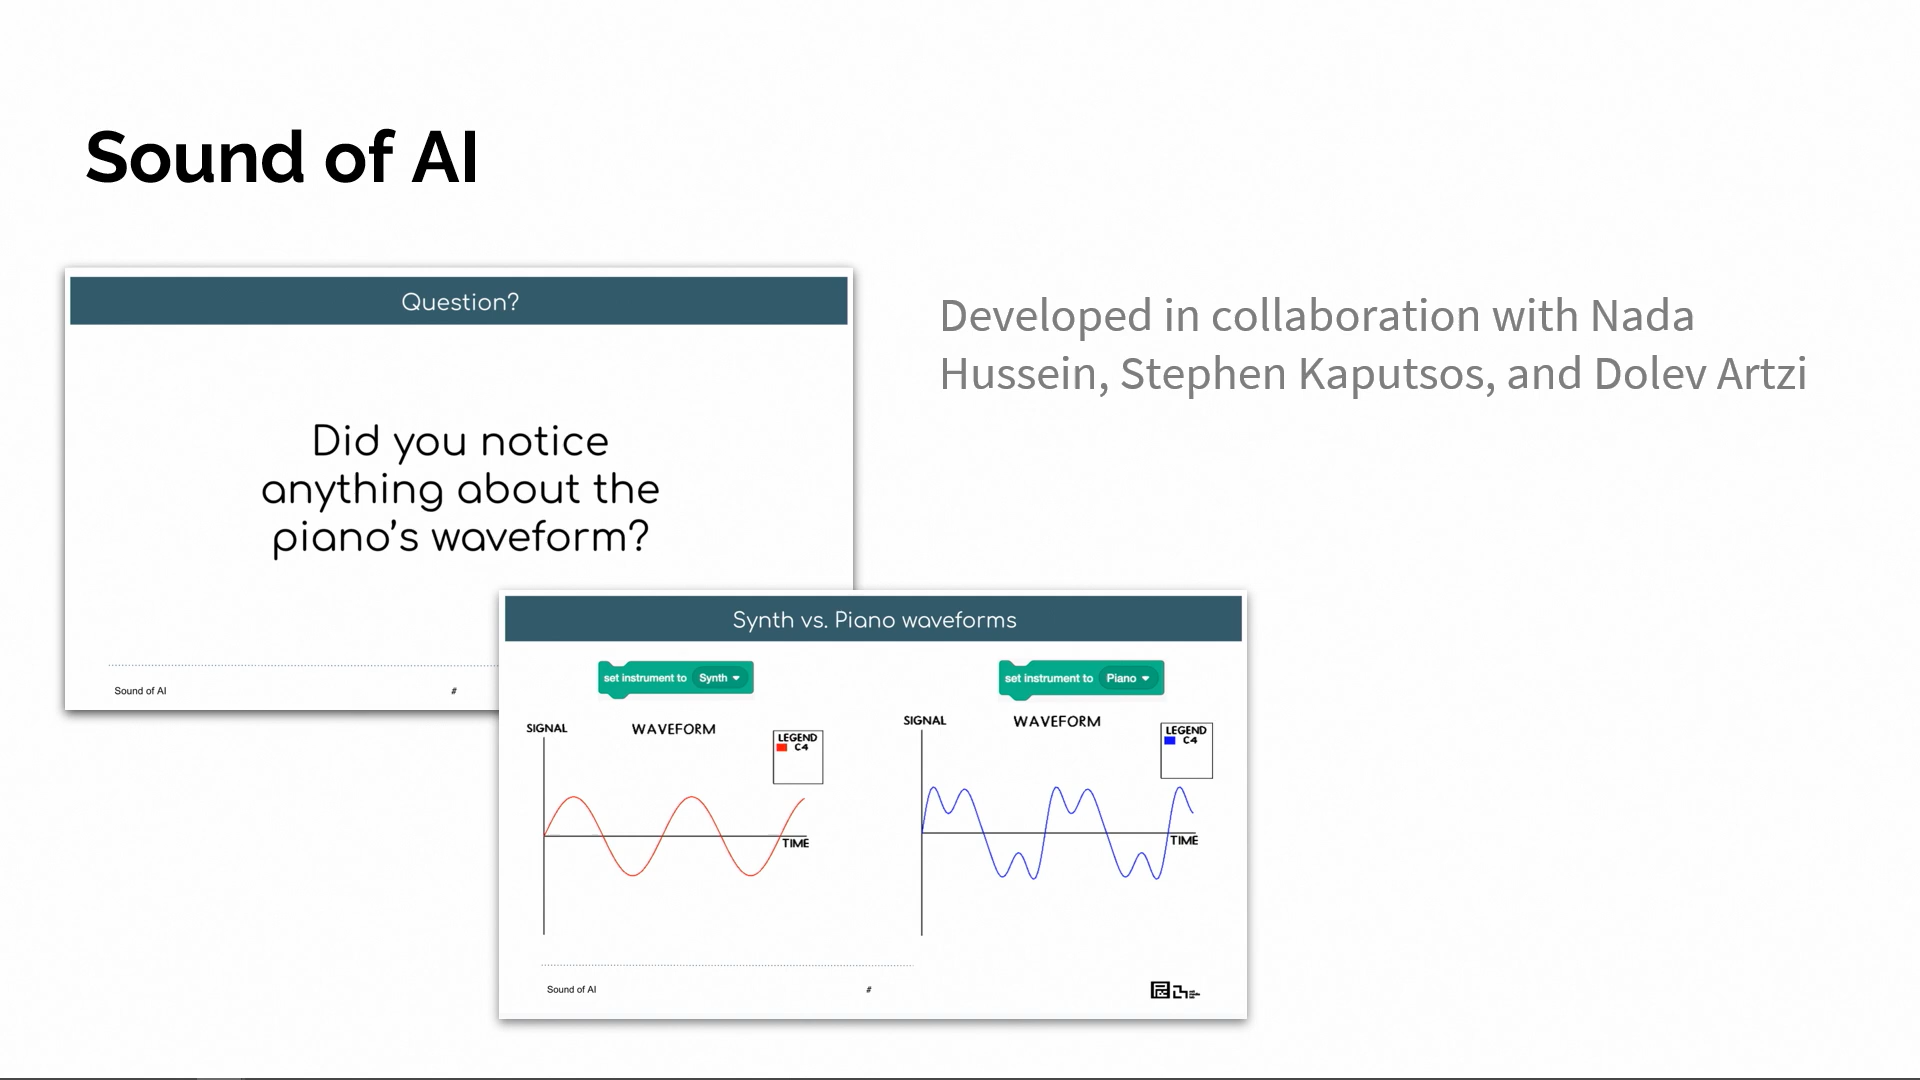 Sound of AI
Question?
Did you notice
anything about the
piano's waveform?
Sound of AI #
Developed in collaboration with Nada
Hussein, Stephen Kaputsos, and Dolev Artzi
Synth vs. Piano waveforms
set instrument to Synth
SIGNAL
WAVEFORM
LEGEND
C4
TIME
set instrument to Piano
SIGNAL
WAVEFORM
LEGEND
C4
TIME
Sound of AI #